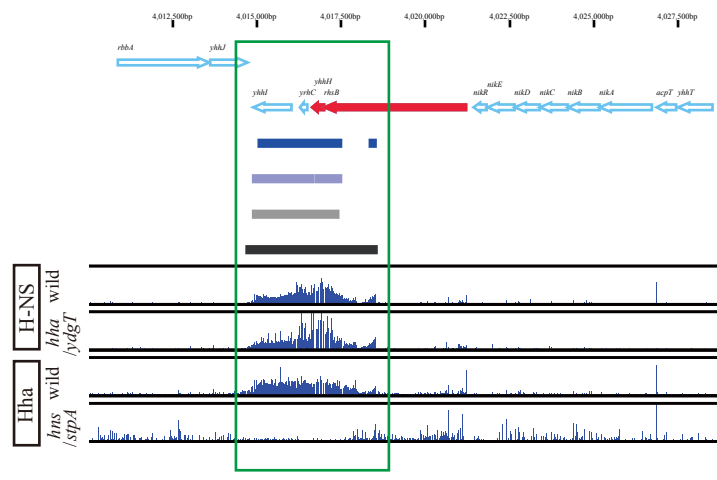 4,012,500bp 4,015,000bp 4,017,500bp 4,020,000bp 4,022,500bp 4,025,000bp 4,027,500bp
rbbA yhhJ
yhhH
nikE
yhhI yrhC rhsB nikR nikD nikC nikB nikA acpT yhhT
H-NS
wild
hha
/ydgT
Hha
wild
hns
/stpA